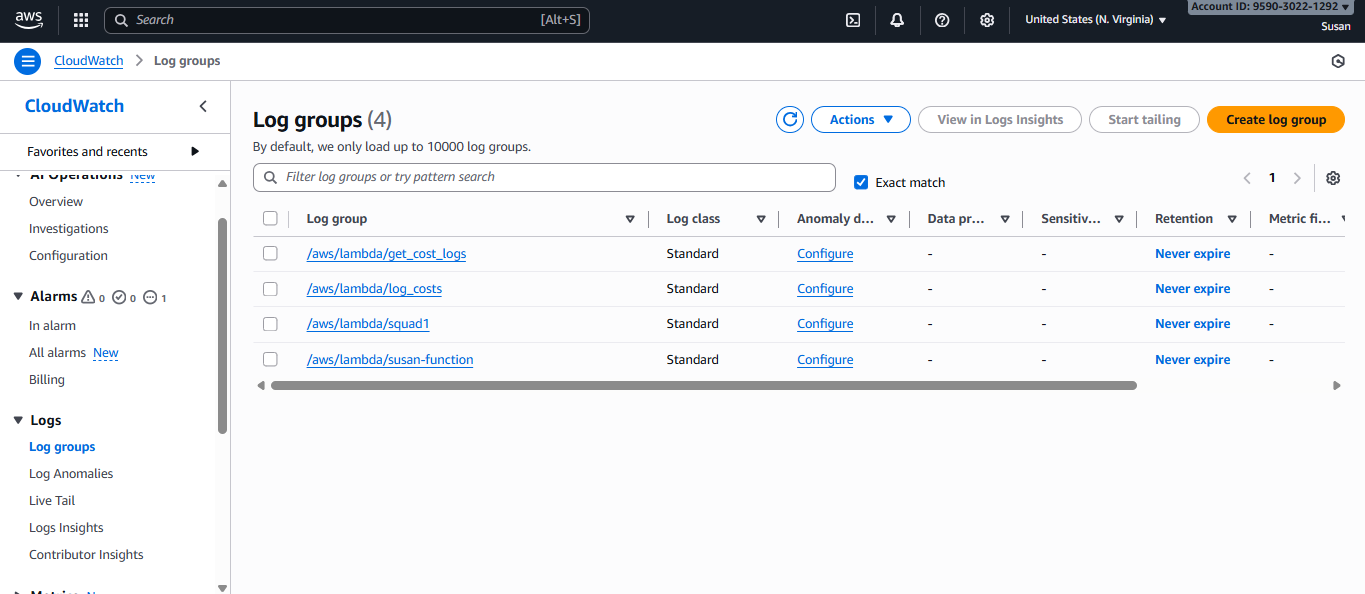 aws
Search [Alt+S]
United States (N. Virginia)
Account ID: 9590-3022-1292
Susan
CloudWatch > Log groups
CloudWatch
Favorites and recents
AI Operations New
Overview
Investigations
Configuration
Alarms 0 0 1
In alarm
All alarms New
Billing
Logs
Log groups
Log Anomalies
Live Tail
Logs Insights
Contributor Insights
Metrics New
Log groups (4)
By default, we only load up to 10000 log groups.
Actions
View in Logs Insights
Start tailing
Create log group
Filter log groups or try pattern search
Exact match
1
Log group Log class Anomaly d... Data pr... Sensitiv... Retention Metric fi...
/aws/lambda/get_cost_logs Standard Configure - - Never expire -
/aws/lambda/log_costs Standard Configure - - Never expire -
/aws/lambda/squad1 Standard Configure - - Never expire -
/aws/lambda/susan-function Standard Configure - - Never expire -